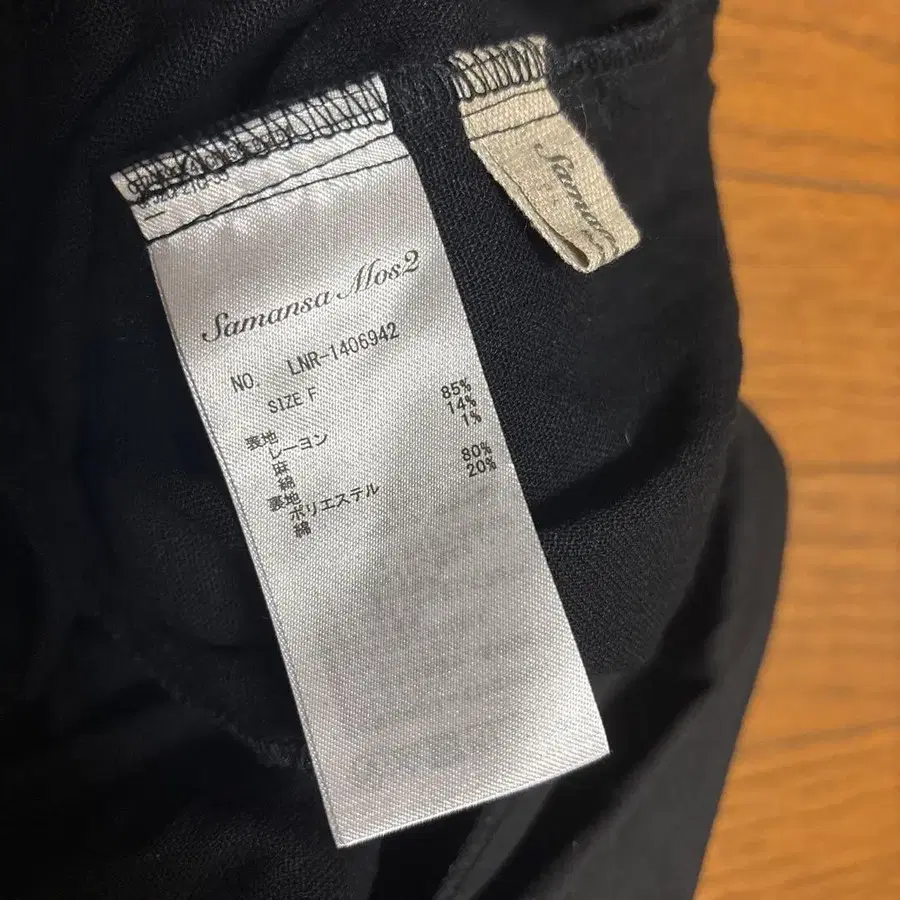 Samansa Mos2
NO. LNR-1406942
SIZE F
表地
レーヨン 85%
麻 14%
綿 1%
裏地
ポリエステル 80%
綿 20%
Samansa